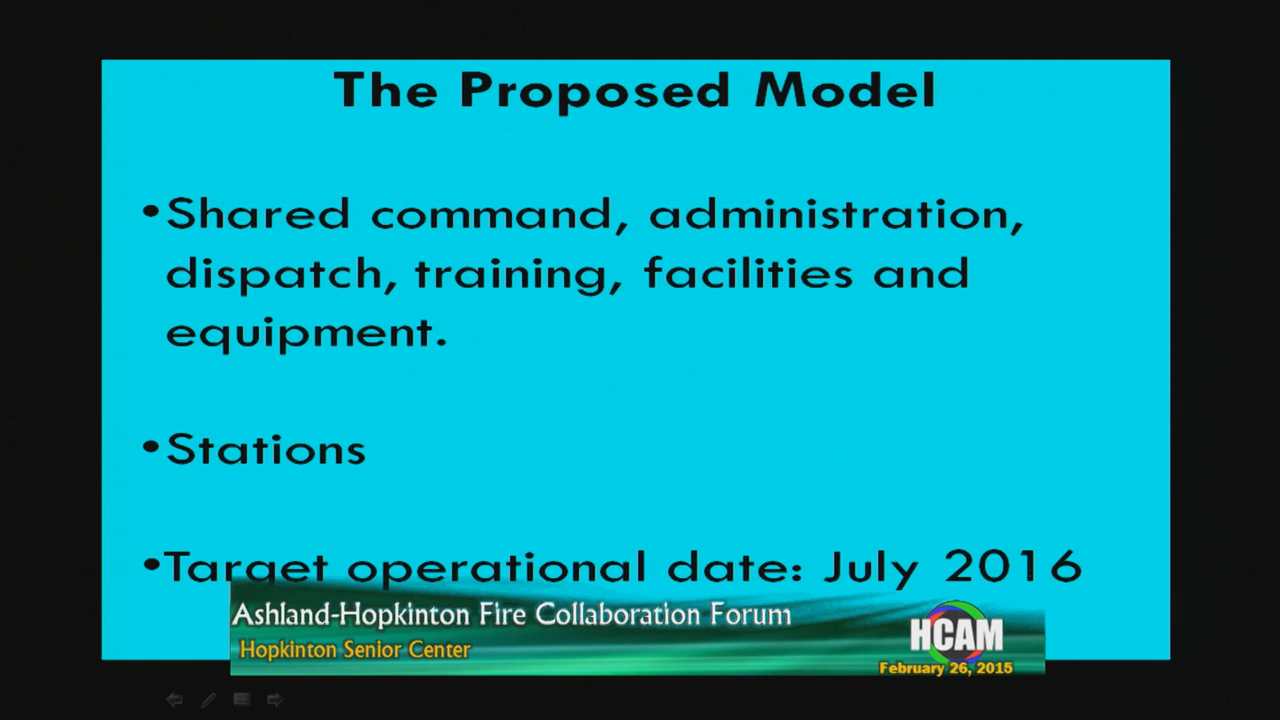 The Proposed Model
•Shared command, administration,
dispatch, training, facilities and
equipment.
•Stations
•Target operational date: July 2016
Ashland-Hopkinton Fire Collaboration Forum
Hopkinton Senior Center
HCAM
February 26, 2015